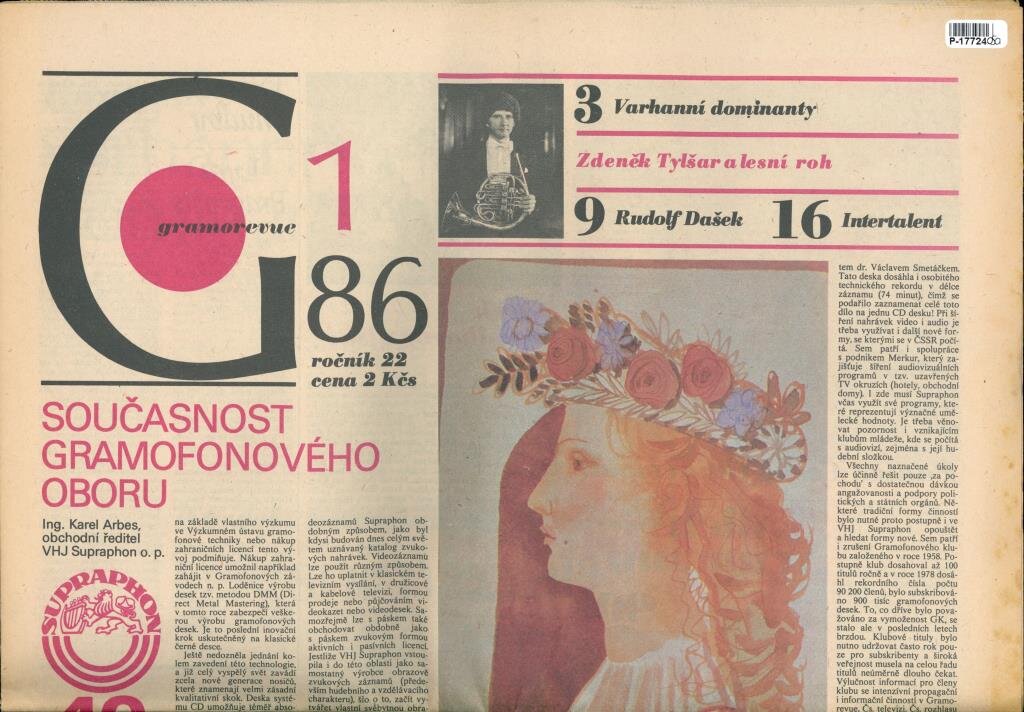 P-17724
G
gramorevue
1
86
ročník 22
cena 2 Kčs
3 Varhanní dominanty
Zdeněk Tylšar a lesní roh
9 Rudolf Dašek 16 Intertalent
SOUČASNOST
GRAMOFONOVÉHO
OBORU
Ing. Karel Arbes,
obchodní ředitel
VHJ Supraphon o. p.
SUPRAPHON
40
na základě vlastního výzkumu
ve Výzkumném ústavu gramo-
fonové techniky nebo nákup
zahraničních licencí tento vý-
voj podmiňuje. Nákup zahra-
niční licence umožnil například
zahájit v Gramofonových zá-
vodech n. p. Loděnice výrobu
desek tzv. metodou DMM (Di-
rect Metal Mastering), která
v tomto roce zabezpečí veške-
rou výrobu gramofonových
desek. Je to poslední inovační
krok uskutečněný na klasické
černé desce.
Ještě nedozněla jednání ko-
lem zavedení této technologie,
a již celý vyspělý svět zavádí
zcela nové generace nosičů,
které znamenají velmi zásadní
kvalitativní skok. Deska systé-
mu CD umožňuje téměř abso-
deozáznamů Supraphon ob-
dobným způsobem, jako byl
kdysi budován dnes celým svě-
tem uznávaný katalog zvuko-
vých nahrávek. Videozáznamu
lze použít různým způsobem.
Lze ho uplatnit v klasickém te-
levizním vysílání, v družicové
a kabelové televizi, formou
prodeje nebo půjčováním vi-
deokazet nebo videodesek. Sa-
mozřejmě lze s páskem také
obchodovat obdobně jako
s páskem zvukovým formou
aktivních i pasívních licencí.
Jestliže VHJ Supraphon vstou-
pila i do této oblasti jako sa-
mostatný výrobce obrazově
zvukových záznamů (přede-
vším hudebního a vzdělávacího
charakteru), šlo o to, začít vy-
tvářet vlastní svébytnou obra-
tem dr. Václavem Smetáčkem.
Tato deska dosáhla i osobitého
technického rekordu v délce
záznamu (74 minut), čímž se
podařilo zaznamenat celé toto
dílo na jednu CD desku! Při ší-
ření nahrávek video i audio je
třeba využít i další nové for-
my, se kterými se v ČSSR počí-
tá. Sem patří i spolupráce
s podnikem Merkur, který za-
jišťuje šíření audiovizuálních
programů v tzv. uzavřených
TV okruzích (hotely, obchodní
domy). I zde musí Supraphon
včas využít své programy, kte-
ré reprezentují význačné umě-
lecké hodnoty. Je třeba věno-
vat pozornost i vznikajícím
klubům mládeže, kde se počítá
s audiovizí, zejména s její hu-
dební složkou.
Všechny naznačené úkoly
lze účinně řešit pouze ‚za po-
chodu‘ s dostatečnou dávkou
angažovanosti a podpory poli-
tických a státních orgánů. Ně-
které tradiční formy činností
bylo nutné proto postupně i ve
VHJ Supraphon opouštět
a hledat formy nové. Sem patří
i zrušení Gramofonového klu-
bu založeného v roce 1958. Po-
stupně klub dosahoval až 100
titulů ročně a v roce 1978 dosá-
hl rekordního čísla počtu
90 200 členů, bylo subskribová-
no 900 tisíc gramofonových
desek. To, co dříve bylo pova-
žováno za vymoženost GK, se
stalo ale v posledních letech
brzdou. Klubové tituly bylo
nutno udržovat často rok pou-
ze pro subskribenty a široká
veřejnost musela na celou řadu
titulů neúměrně dlouho čekat.
Výlučnost informací pro členy
klubu se intenzívní propagační
i informační činností v Gramo-
revue, Čs. televizi, Čs. rozhlasu